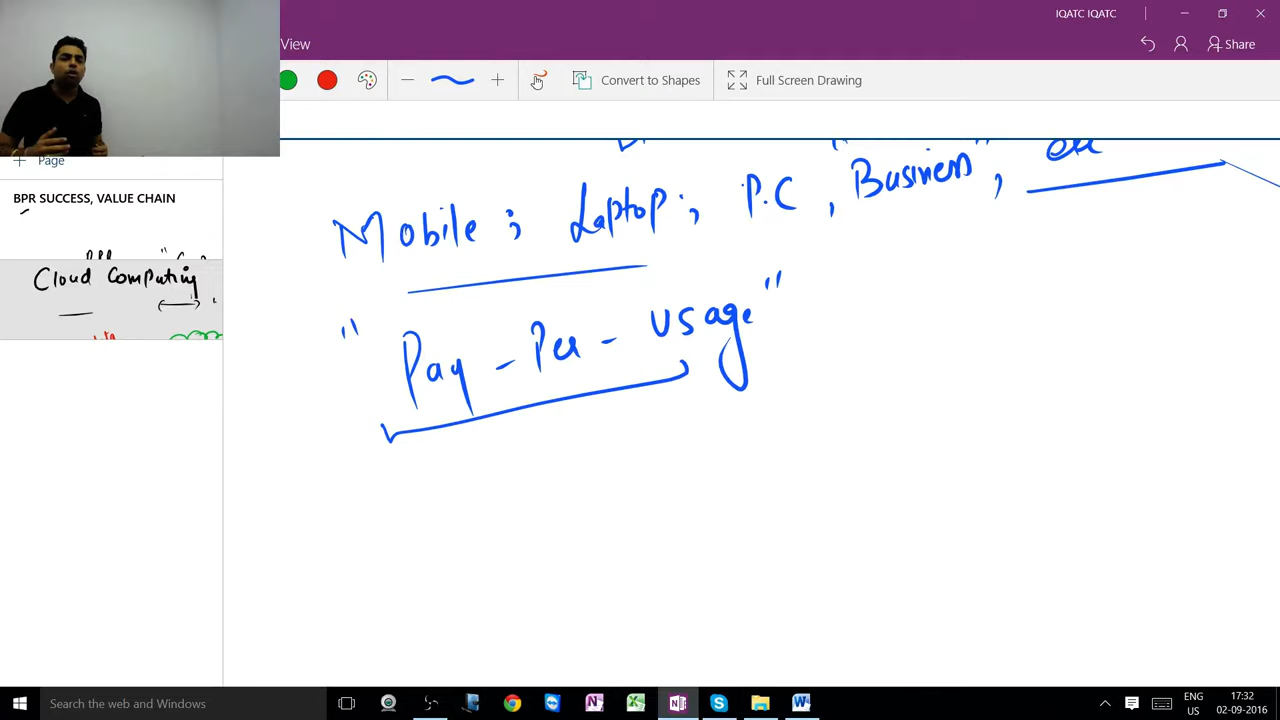 IQATC IQATC
View
Share
Convert to Shapes
Full Screen Drawing
Page
BPR SUCCESS, VALUE CHAIN
Cloud Computing
Mobile ; Laptop ; P.C , "Business" , etc
" Pay - Per - Usage "
Search the web and Windows
ENG
US
17:32
02-09-2016